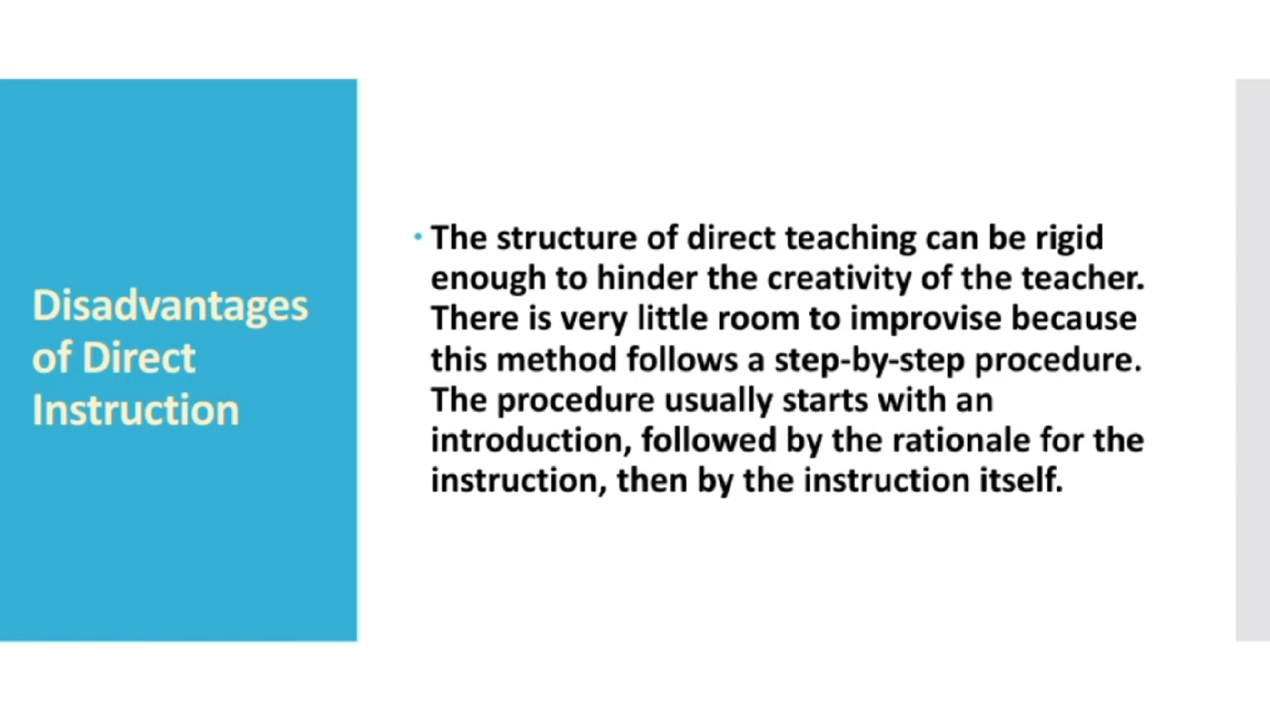 Disadvantages
of Direct
Instruction
• The structure of direct teaching can be rigid
enough to hinder the creativity of the teacher.
There is very little room to improvise because
this method follows a step-by-step procedure.
The procedure usually starts with an
introduction, followed by the rationale for the
instruction, then by the instruction itself.